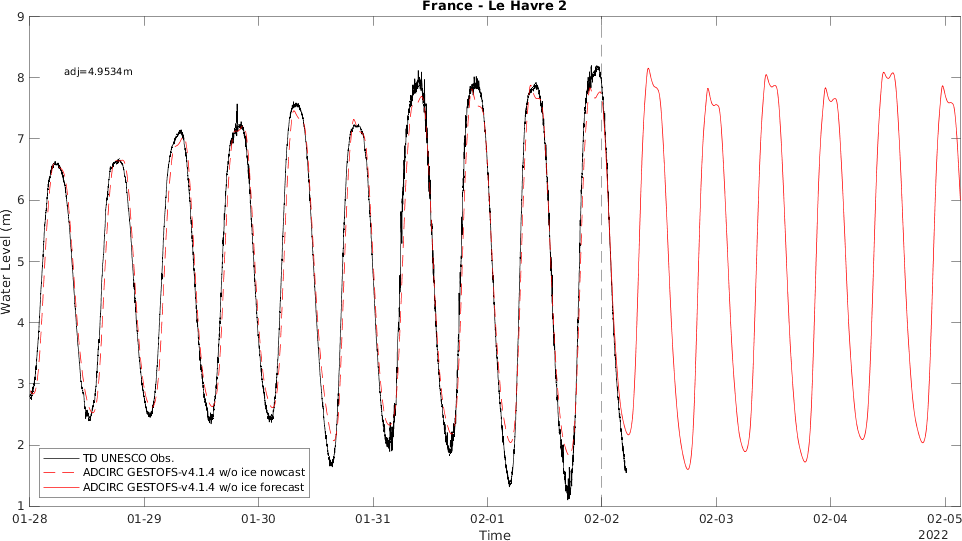 France - Le Havre 2
9
8
7
6
5
4
3
2
1
Water Level (m)
adj=4.9534m
TD UNESCO Obs.
ADCIRC GESTOFS-v4.1.4 w/o ice nowcast
ADCIRC GESTOFS-v4.1.4 w/o ice forecast
01-28 01-29 01-30 01-31 02-01 02-02 02-03 02-04 02-05
Time
2022